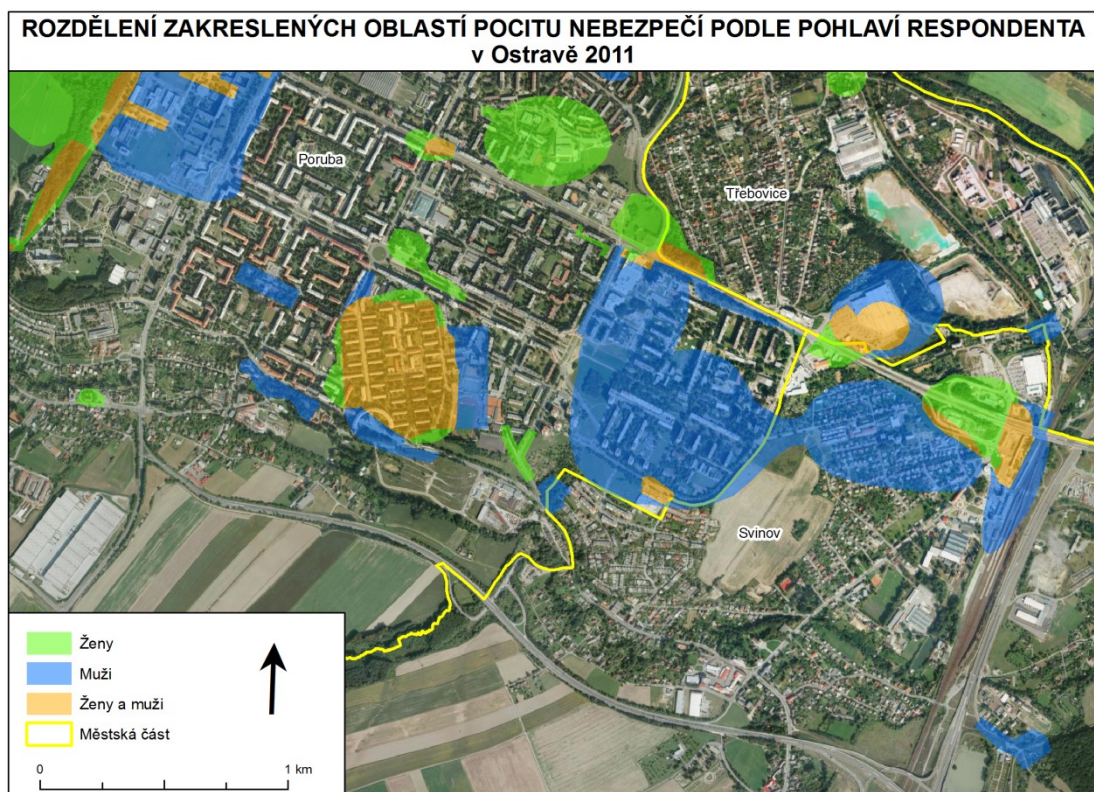 ROZDĚLENÍ ZAKRESLENÝCH OBLASTÍ POCITU NEBEZPEČÍ PODLE POHLAVÍ RESPONDENTA
v Ostravě 2011
Poruba
Třebovice
Svinov
Ženy
Muži
Ženy a muži
Městská část
0 1 km